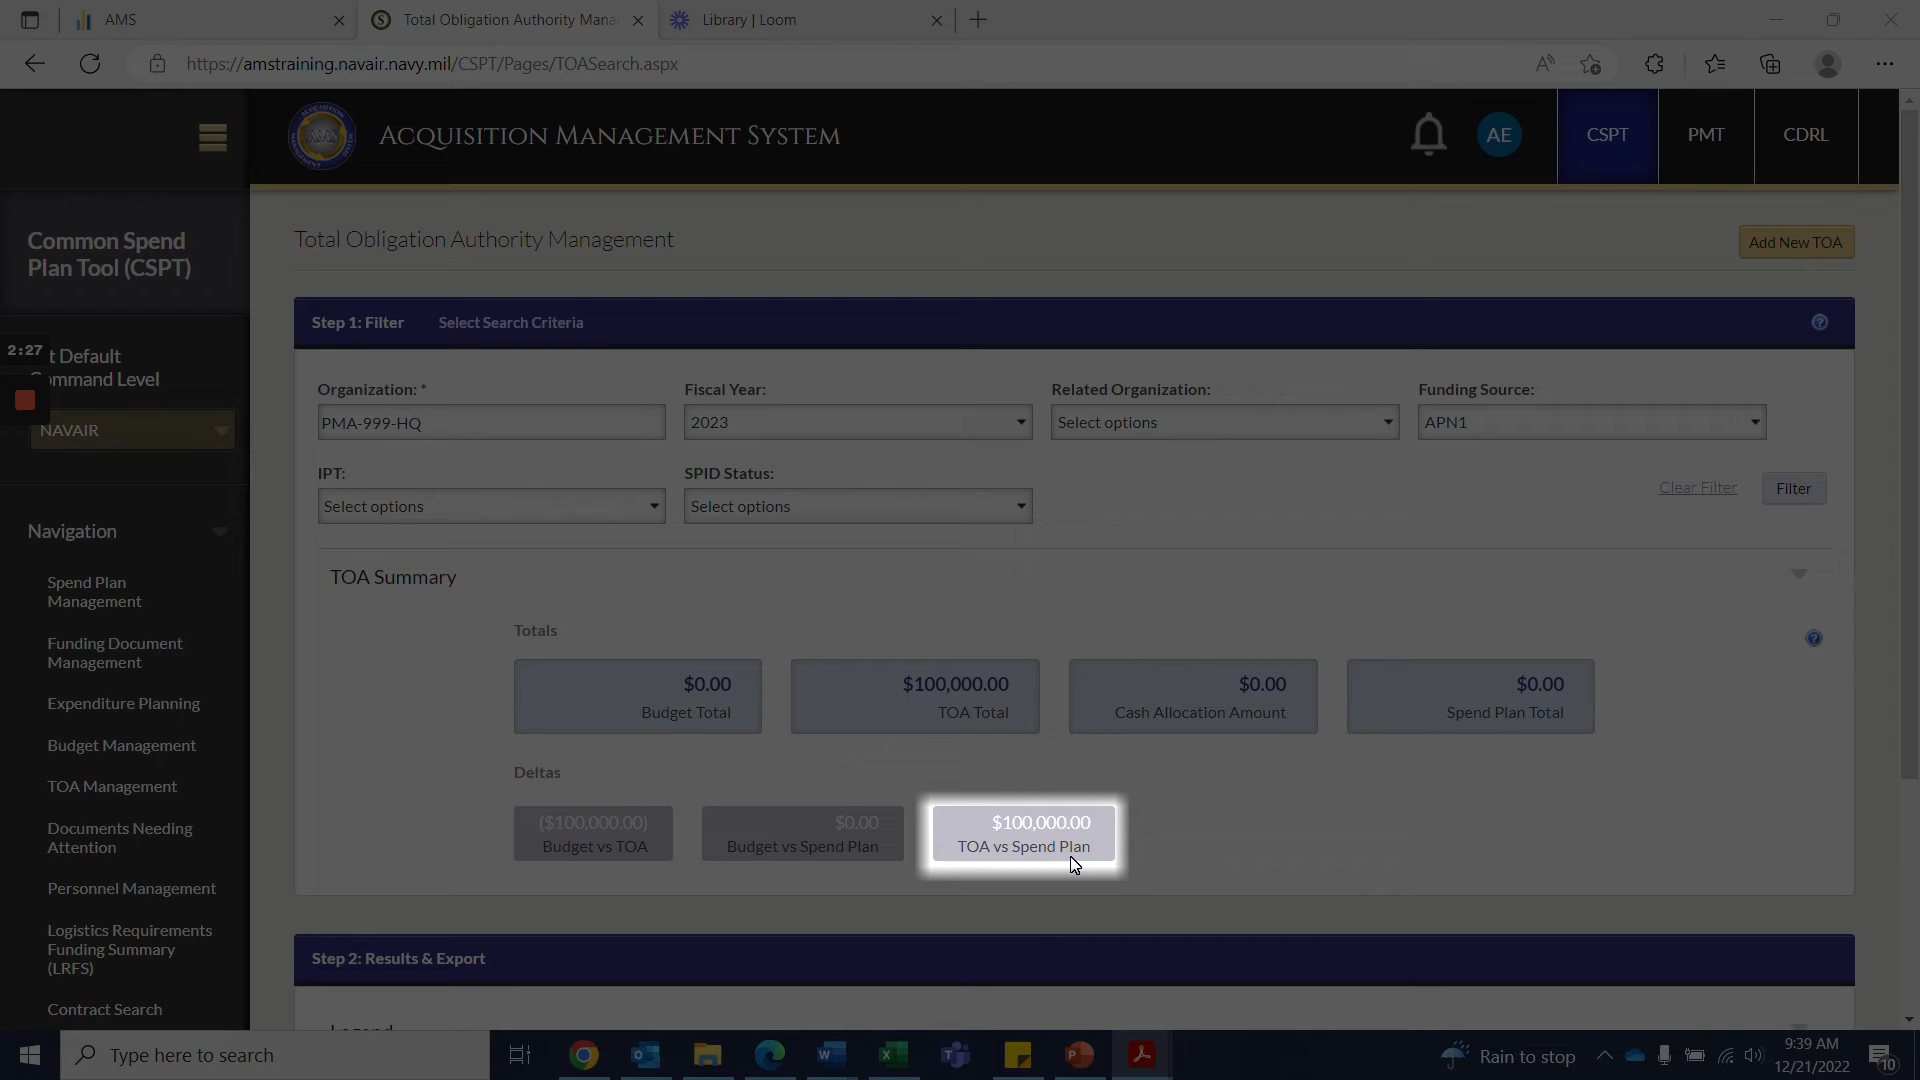 AMS
Total Obligation Authority Mana
Library | Loom
https://amstraining.navair.navy.mil/CSPT/Pages/TOASearch.aspx
Acquisition Management System
AE
CSPT
PMT
CDRL
Common Spend
Plan Tool (CSPT)
Total Obligation Authority Management
Add New TOA
Step 1: Filter
Select Search Criteria
2:27
t Default
ommand Level
NAVAIR
Organization: *
Fiscal Year:
Related Organization:
Funding Source:
PMA-999-HQ
2023
Select options
APN1
IPT:
SPID Status:
Select options
Select options
Clear Filter
Filter
Navigation
Spend Plan
Management
Funding Document
Management
Expenditure Planning
Budget Management
TOA Management
Documents Needing
Attention
Personnel Management
Logistics Requirements
Funding Summary
(LRFS)
Contract Search
TOA Summary
Totals
$0.00
Budget Total
$100,000.00
TOA Total
$0.00
Cash Allocation Amount
$0.00
Spend Plan Total
Deltas
($100,000.00)
Budget vs TOA
$0.00
Budget vs Spend Plan
$100,000.00
TOA vs Spend Plan
Step 2: Results & Export
Legend
Type here to search
Rain to stop
9:39 AM
12/21/2022
10